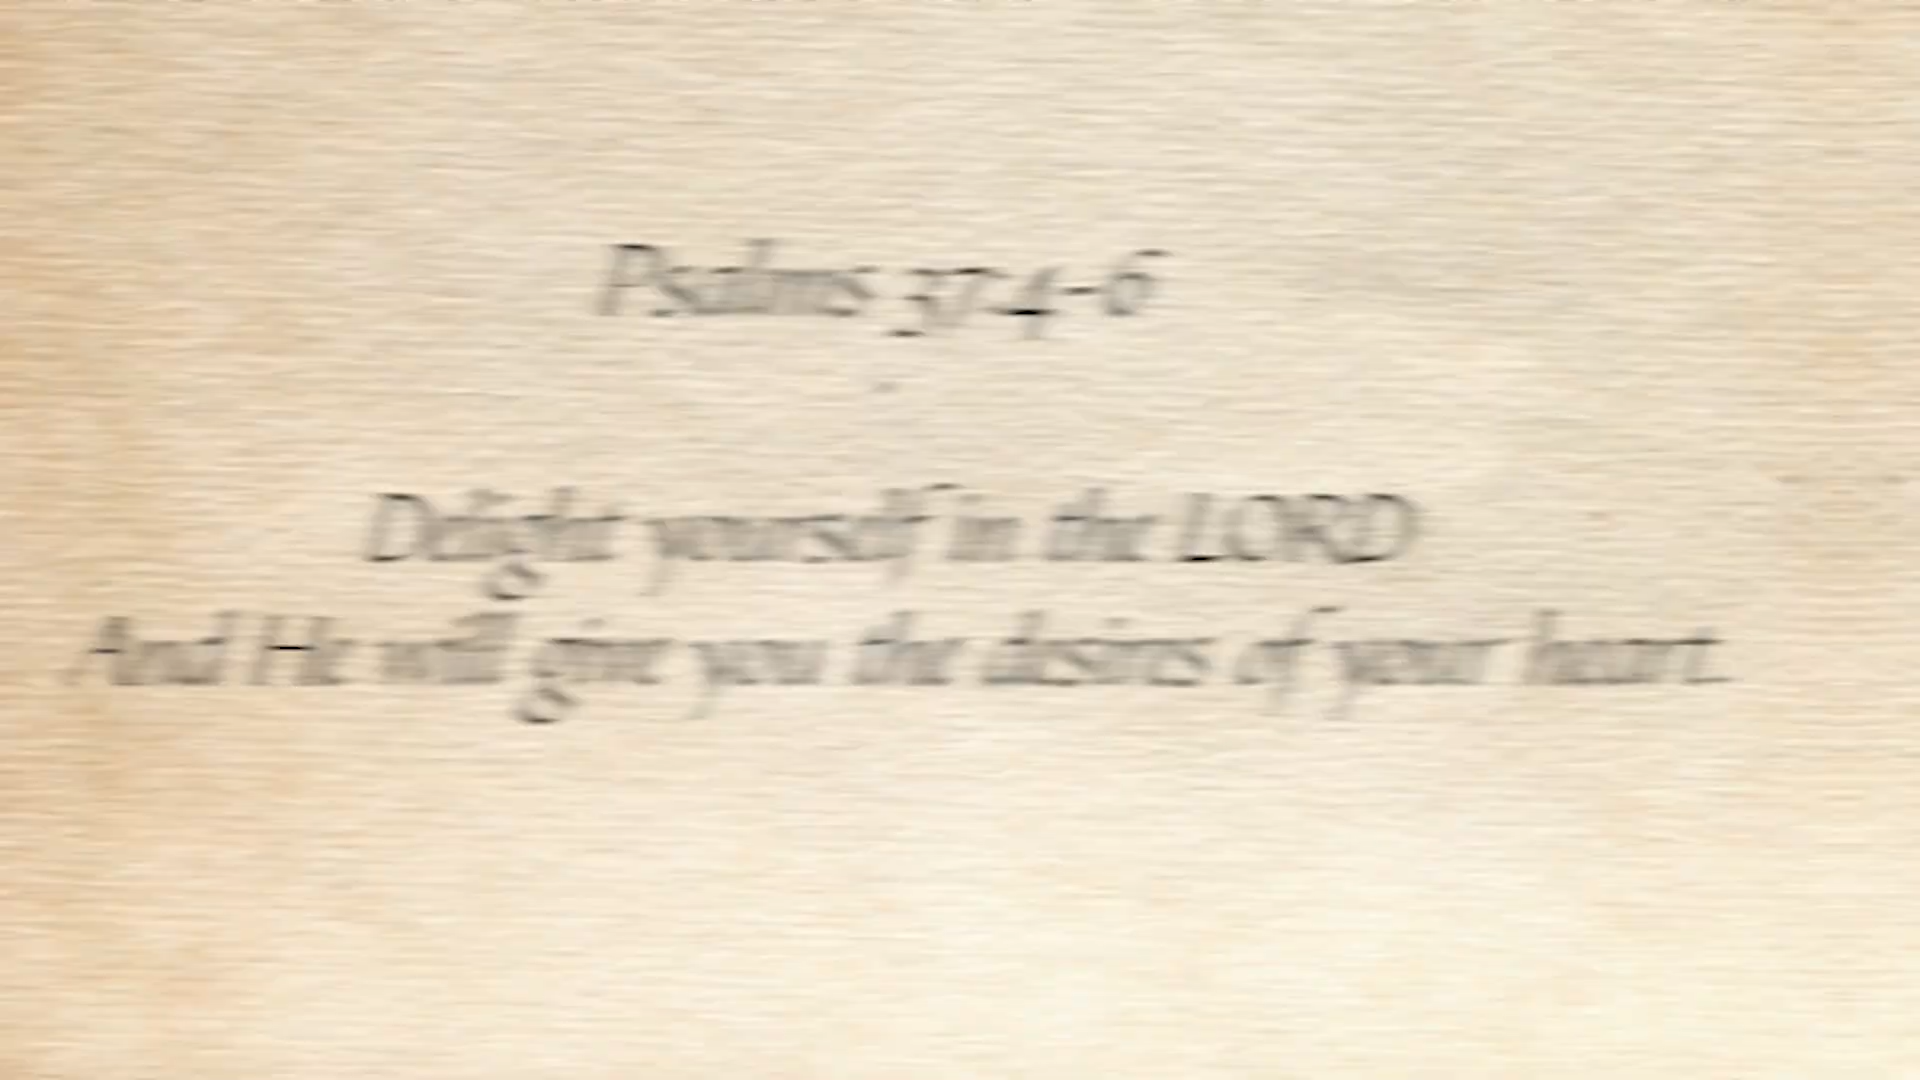 Psalms 37:4-6
Delight yourself in the LORD
And He will give you the desires of your heart.